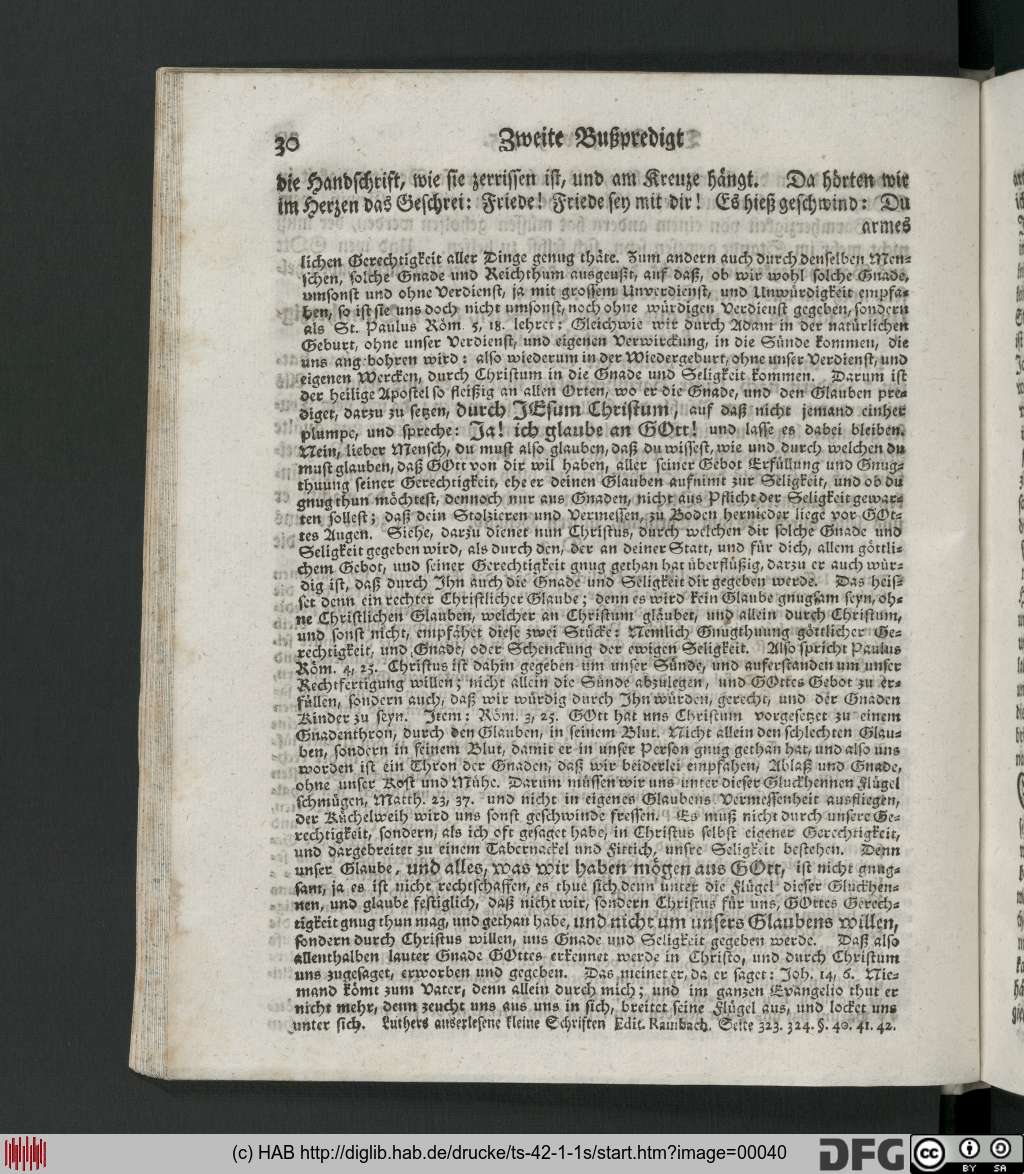 30 Zweite Bußpredigt
die Handschrift, wie sie zerrissen ist, und am Kreuze hängt. Da hörten wir
im Herzen das Geschrei: Friede! Friede sey mit dir! Es hieß geschwind: Du
armes
lichen Gerechtigkeit aller Dinge genug thäte. Zum andern auch durch denselben Men-
schen, solche Gnade und Reichthum ausgeußt, auf daß, ob wir wohl solche Gnade,
umsonst und ohne Verdienst, ja mit grossem Unverdienst, und Unwürdigkeit empfa-
hen, so ist sie uns doch nicht umsonst, noch ohne würdigen Verdienst gegeben, sondern
als St. Paulus Röm. 5, 18. lehret: Gleichwie wir durch Adam in der natürlichen
Geburt, ohne unser Verdienst, und eigenen Verwirckung, in die Sünde kommen, die
uns ang bohren wird: also wiederum in der Wiedergeburt, ohne unser Verdienst, und
eigenen Wercken, durch Christum in die Gnade und Seligkeit kommen. Darum ist
der heilige Apostel so fleißig an allen Orten, wo er die Gnade, und den Glauben pre-
diget, darzu zu setzen, durch JEsum Christum, auf daß nicht jemand einher
plumpe, und spreche: Ja! ich glaube an GOtt! und lasse es dabei bleiben.
Nein, lieber Mensch, du must also glauben, daß du wissest, wie und durch welchen du
must glauben, daß GOtt von dir wil haben, aller seiner Gebot Erfüllung und Gnug-
thuung seiner Gerechtigkeit, ehe er deinen Glauben aufnimt zur Seligkeit, und ob du
gnug thun möchtest, dennoch nur aus Gnaden, nicht aus Pflicht der Seligkeit gewar-
ten sollest; daß dein Stolzieren und Vermessen, zu Boden hernieder liege vor GOt-
tes Augen. Siehe, darzu dienet nun Christus, durch welchen dir solche Gnade und
Seligkeit gegeben wird, als durch den, der an deiner Statt, und für dich, allem göttli-
chem Gebot, und seiner Gerechtigkeit gnug gethan hat überflüßig, darzu er auch wür-
dig ist, daß durch Ihn auch die Gnade und Seligkeit dir gegeben werde. Das heis-
set denn ein rechter Christlicher Glaube; denn es wird kein Glaube gnugsam seyn, oh-
ne Christlichen Glauben, welcher an Christum gläubet, und allein durch Christum,
und sonst nicht, empfähet diese zwei Stücke: Nemlich Gnugthuung göttlicher Ge-
rechtigkeit, und Gnade, oder Schenckung der ewigen Seligkeit. Also spricht Paulus
Röm. 4, 25. Christus ist dahin gegeben um unser Sünde, und auferstanden um unser
Rechtfertigung willen; nicht allein die Sünde abzulegen, und GOttes Gebot zu er-
füllen, sondern auch, daß wir würdig durch Ihn würden, gerecht, und der Gnaden
Kinder zu seyn. Item: Röm. 3, 25. GOtt hat uns Christum vorgesetzet zu einem
Gnadenthron, durch den Glauben, in seinem Blut. Nicht allein den schlechten Glau-
ben, sondern in seinem Blut, damit er in unser Person gnug gethan hat, und also uns
worden ist ein Thron der Gnaden, daß wir beiderlei empfahen, Ablaß und Gnade,
ohne unser Kost und Mühe. Darum müssen wir uns unter dieser Gluckhennen Flügel
schmügen, Matth. 23, 37. und nicht in eigenes Glaubens Vermessenheit ausfliegen,
der Küchelweih wird uns sonst geschwinde fressen. Es muß nicht durch unsere Ge-
rechtigkeit, sondern, als ich oft gesaget habe, in Christus selbst eigener Gerechtigkeit,
und dargebreitet zu einem Tabernackel und Fittich, unsre Seligkeit bestehen. Denn
unser Glaube, und alles, was wir haben mögen aus GOtt, ist nicht gnug-
sam, ja es ist nicht rechtschaffen, es thue sich denn unter die Flügel dieser Gluckhen-
nen, und glaube festiglich, daß nicht wir, sondern Christus für uns, GOttes Gerech-
tigkeit gnug thun mag, und gethan habe, und nicht um unsers Glaubens willen,
sondern durch Christus willen, uns Gnade und Seligkeit gegeben werde. Daß also
allenthalben lauter Gnade GOttes erkennet werde in Christo, und durch Christum
uns zugesaget, erworben und gegeben. Das meinet er, da er saget: Joh. 14, 6. Nie-
mand kömt zum Vater, denn allein durch mich; und im ganzen Evangelio thut er
nicht mehr, denn zeucht uns aus uns in sich, breitet seine Flügel aus, und locket uns
unter sich. Luthers auserlesene kleine Schriften Edit. Rambach. Seite 323. 324. §. 40. 41. 42.
(c) HAB http://diglib.hab.de/drucke/ts-42-1-1s/start.htm?image=00040
DFG
cc
BY SA